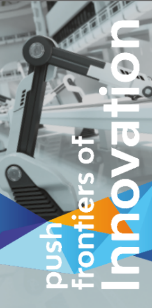 push
frontiers of
Innovation